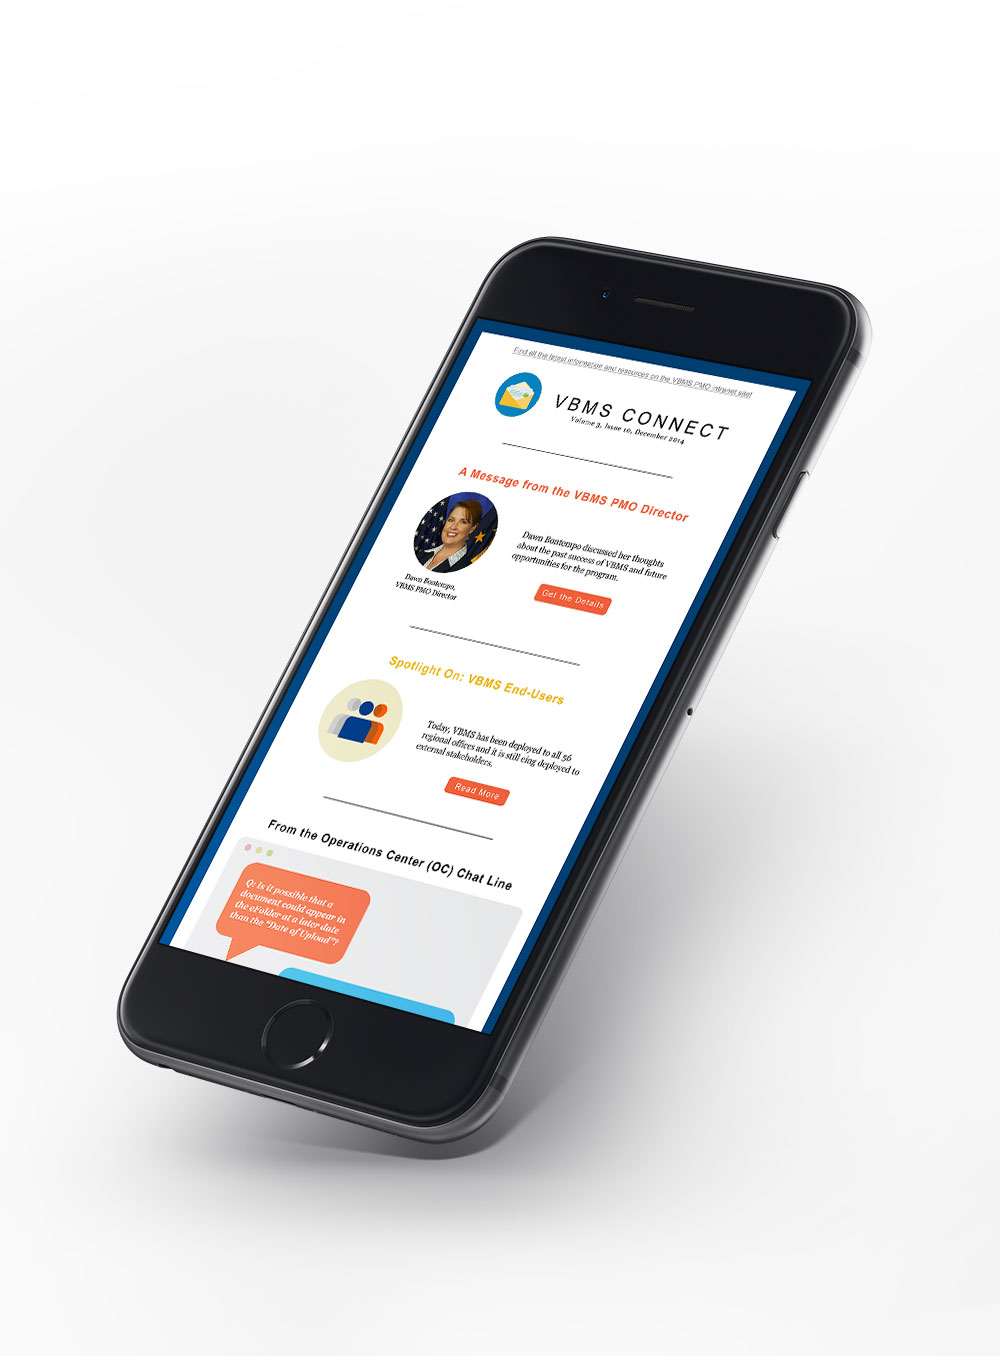 Find all the latest information and resources on the VBMS PMO intranet site!
VBMS CONNECT
Volume 3, Issue 10, December 2014
A Message from the VBMS PMO Director
Dawn Bontempo discussed her thoughts
about the past success of VBMS and future
opportunities for the program.
Get the Details
Dawn Bontempo,
VBMS PMO Director
Spotlight On: VBMS End-Users
Today, VBMS has been deployed to all 56
regional offices and it is still eing deployed to
external stakeholders.
Read More
From the Operations Center (OC) Chat Line
Q: Is it possible that a
document could appear in
the eFolder at a later date
than the "Date of Upload"?